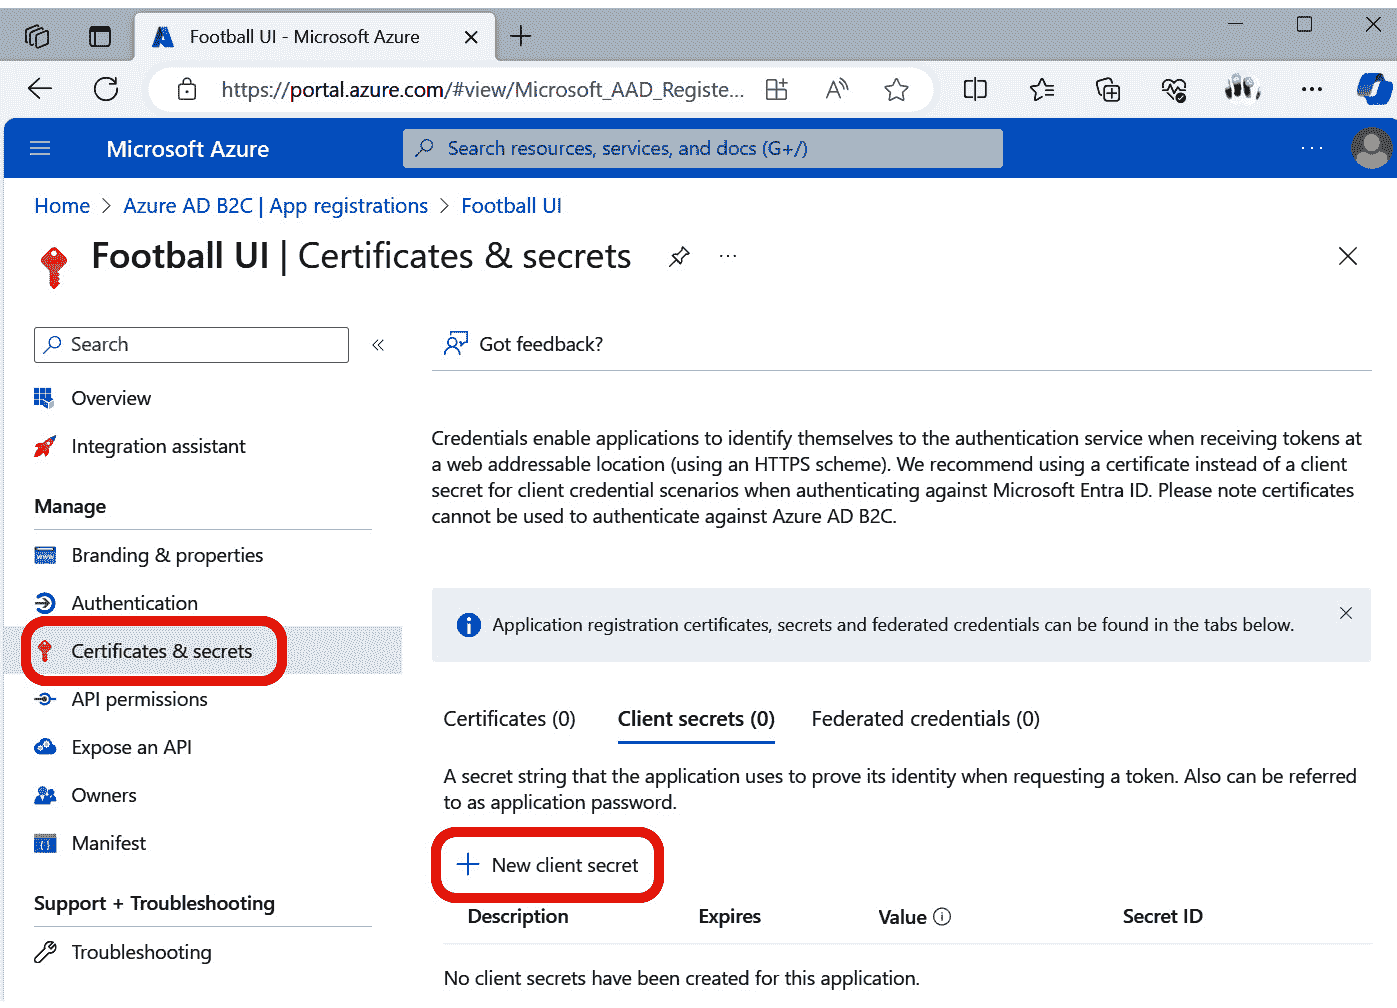 Football UI - Microsoft Azure
https://portal.azure.com/#view/Microsoft_AAD_Registe...
Microsoft Azure
Search resources, services, and docs (G+/)
Home > Azure AD B2C | App registrations > Football UI
Football UI | Certificates & secrets
Search
Got feedback?
Overview
Integration assistant
Manage
Branding & properties
Authentication
Certificates & secrets
API permissions
Expose an API
Owners
Manifest
Support + Troubleshooting
Troubleshooting
Credentials enable applications to identify themselves to the authentication service when receiving tokens at
a web addressable location (using an HTTPS scheme). We recommend using a certificate instead of a client
secret for client credential scenarios when authenticating against Microsoft Entra ID. Please note certificates
cannot be used to authenticate against Azure AD B2C.
Application registration certificates, secrets and federated credentials can be found in the tabs below.
Certificates (0) Client secrets (0) Federated credentials (0)
A secret string that the application uses to prove its identity when requesting a token. Also can be referred
to as application password.
+ New client secret
Description Expires Value Secret ID
No client secrets have been created for this application.